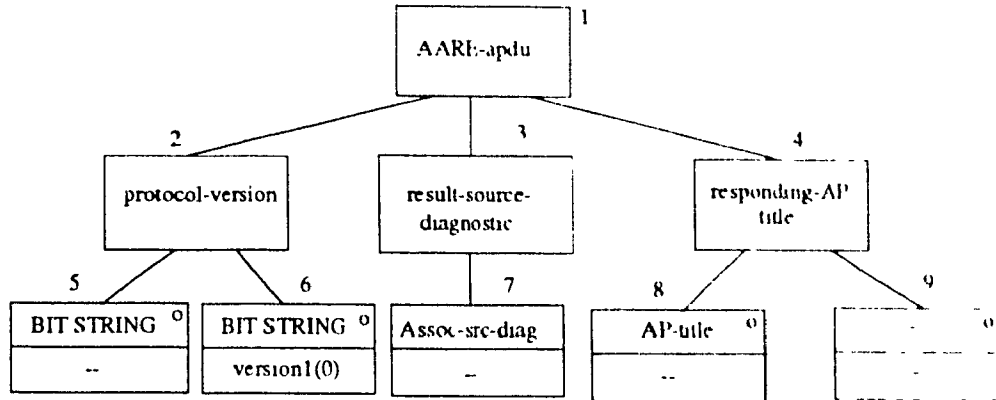 1
AARE-apdu
2
3
4
protocol-version
result-source-
diagnostic
responding-AP
title
5
6
7
8
9
BIT STRING o
BIT STRING o
Assoc-src-diag
AP-title o
- o
--
version1(0)
--
--
-